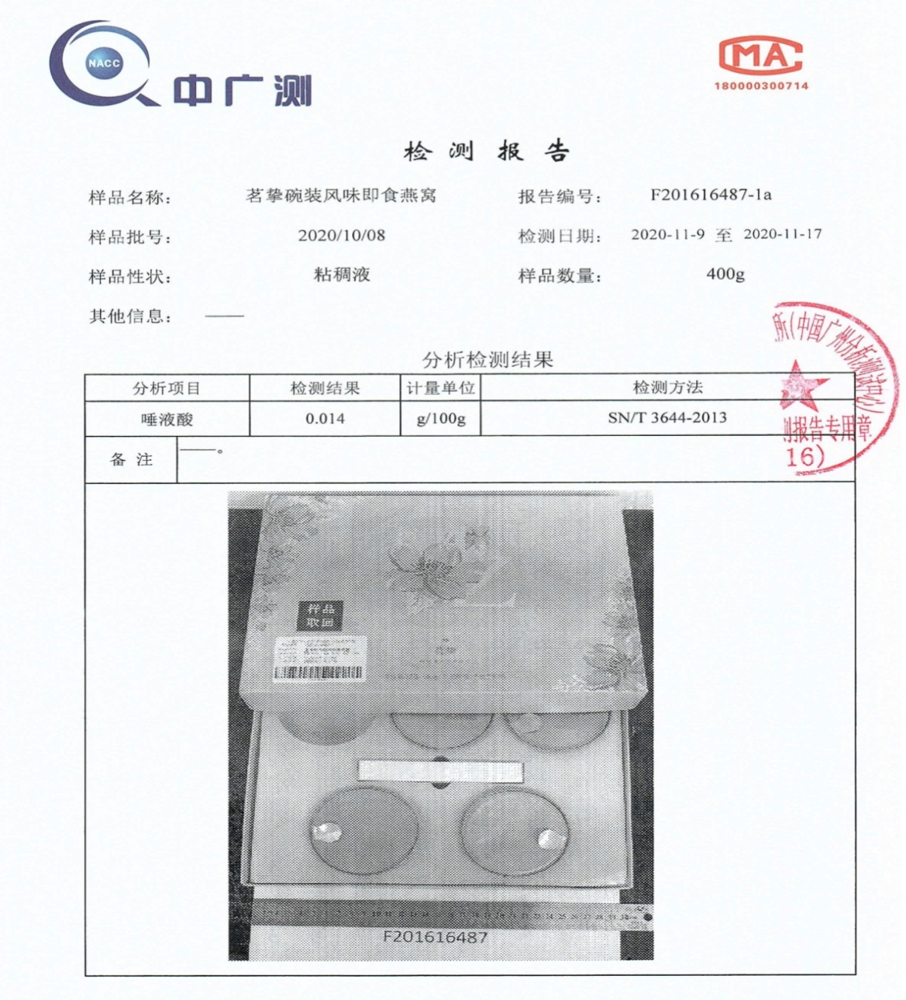 NACC
中广测
MA
180000300714
检测报告
样品名称： 茗挚碗装风味即食燕窝 报告编号： F201616487-1a
样品批号： 2020/10/08 检测日期： 2020-11-9 至 2020-11-17
样品性状： 粘稠液 样品数量： 400g
其他信息： ——
分析检测结果
分析项目 检测结果 计量单位 检测方法
唾液酸 0.014 g/100g SN/T 3644-2013
备 注 ——。
所(中国广州分析测试中心)
测报告专用章
16)
样品
取回
F201616487